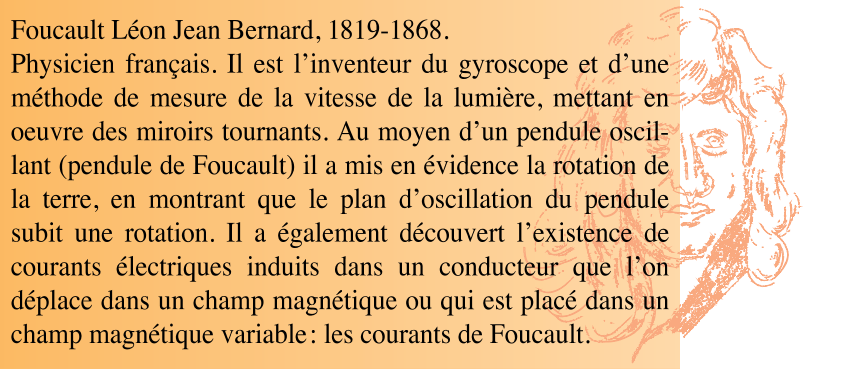 Foucault Léon Jean Bernard, 1819-1868.
Physicien français. Il est l’inventeur du gyroscope et d’une
méthode de mesure de la vitesse de la lumière, mettant en
oeuvre des miroirs tournants. Au moyen d’un pendule oscil-
lant (pendule de Foucault) il a mis en évidence la rotation de
la terre, en montrant que le plan d’oscillation du pendule
subit une rotation. Il a également découvert l’existence de
courants électriques induits dans un conducteur que l’on
déplace dans un champ magnétique ou qui est placé dans un
champ magnétique variable : les courants de Foucault.